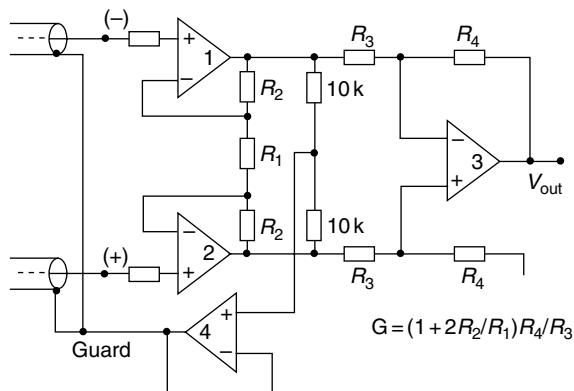 (−)
+
1
−
R2
R3
R4
10 k
R1
−
3
+
Vout
−
2
+
R2
10 k
(+)
R3
R4
+
4
−
Guard
G = (1 + 2R2/R1)R4/R3